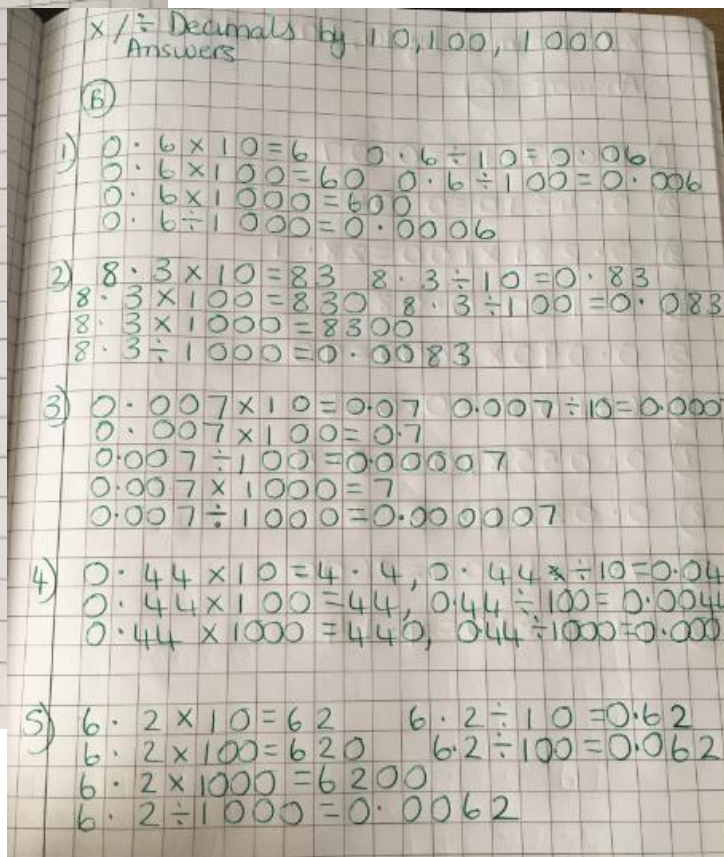 x / ÷ Decimals by 10, 100, 1000
Answers
B
1) 0.6 × 10 = 6 0.6 ÷ 10 = 0.06
0.6 × 100 = 60 0.6 ÷ 100 = 0.006
0.6 × 1000 = 600
0.6 ÷ 1000 = 0.0006
2) 8.3 × 10 = 83 8.3 ÷ 10 = 0.83
8.3 × 100 = 830 8.3 ÷ 100 = 0.083
8.3 × 1000 = 8300
8.3 ÷ 1000 = 0.0083
3) 0.007 × 10 = 0.07 0.007 ÷ 10 = 0.000
0.007 × 100 = 0.7
0.007 ÷ 100 = 0.00007
0.007 × 1000 = 7
0.007 ÷ 1000 = 0.000007
4) 0.44 × 10 = 4.4, 0.44 ÷ 10 = 0.04
0.44 × 100 = 44, 0.44 ÷ 100 = 0.004
0.44 × 1000 = 440, 0.44 ÷ 1000 = 0.000
5) 6.2 × 10 = 62 6.2 ÷ 10 = 0.62
6.2 × 100 = 620 6.2 ÷ 100 = 0.062
6.2 × 1000 = 6200
6.2 ÷ 1000 = 0.0062